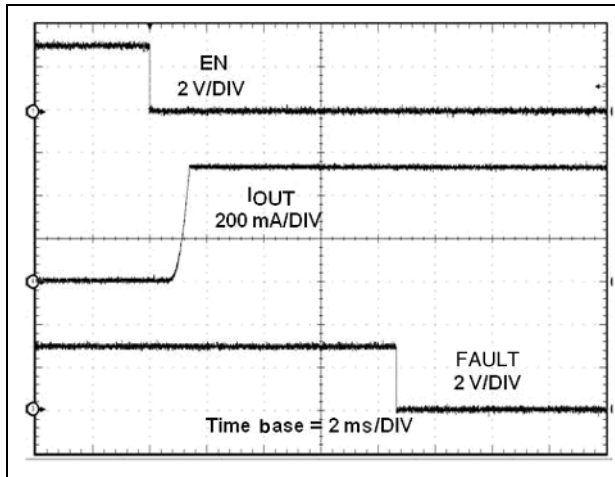 EN
2 V/DIV
IOUT
200 mA/DIV
FAULT
2 V/DIV
Time base = 2 ms/DIV